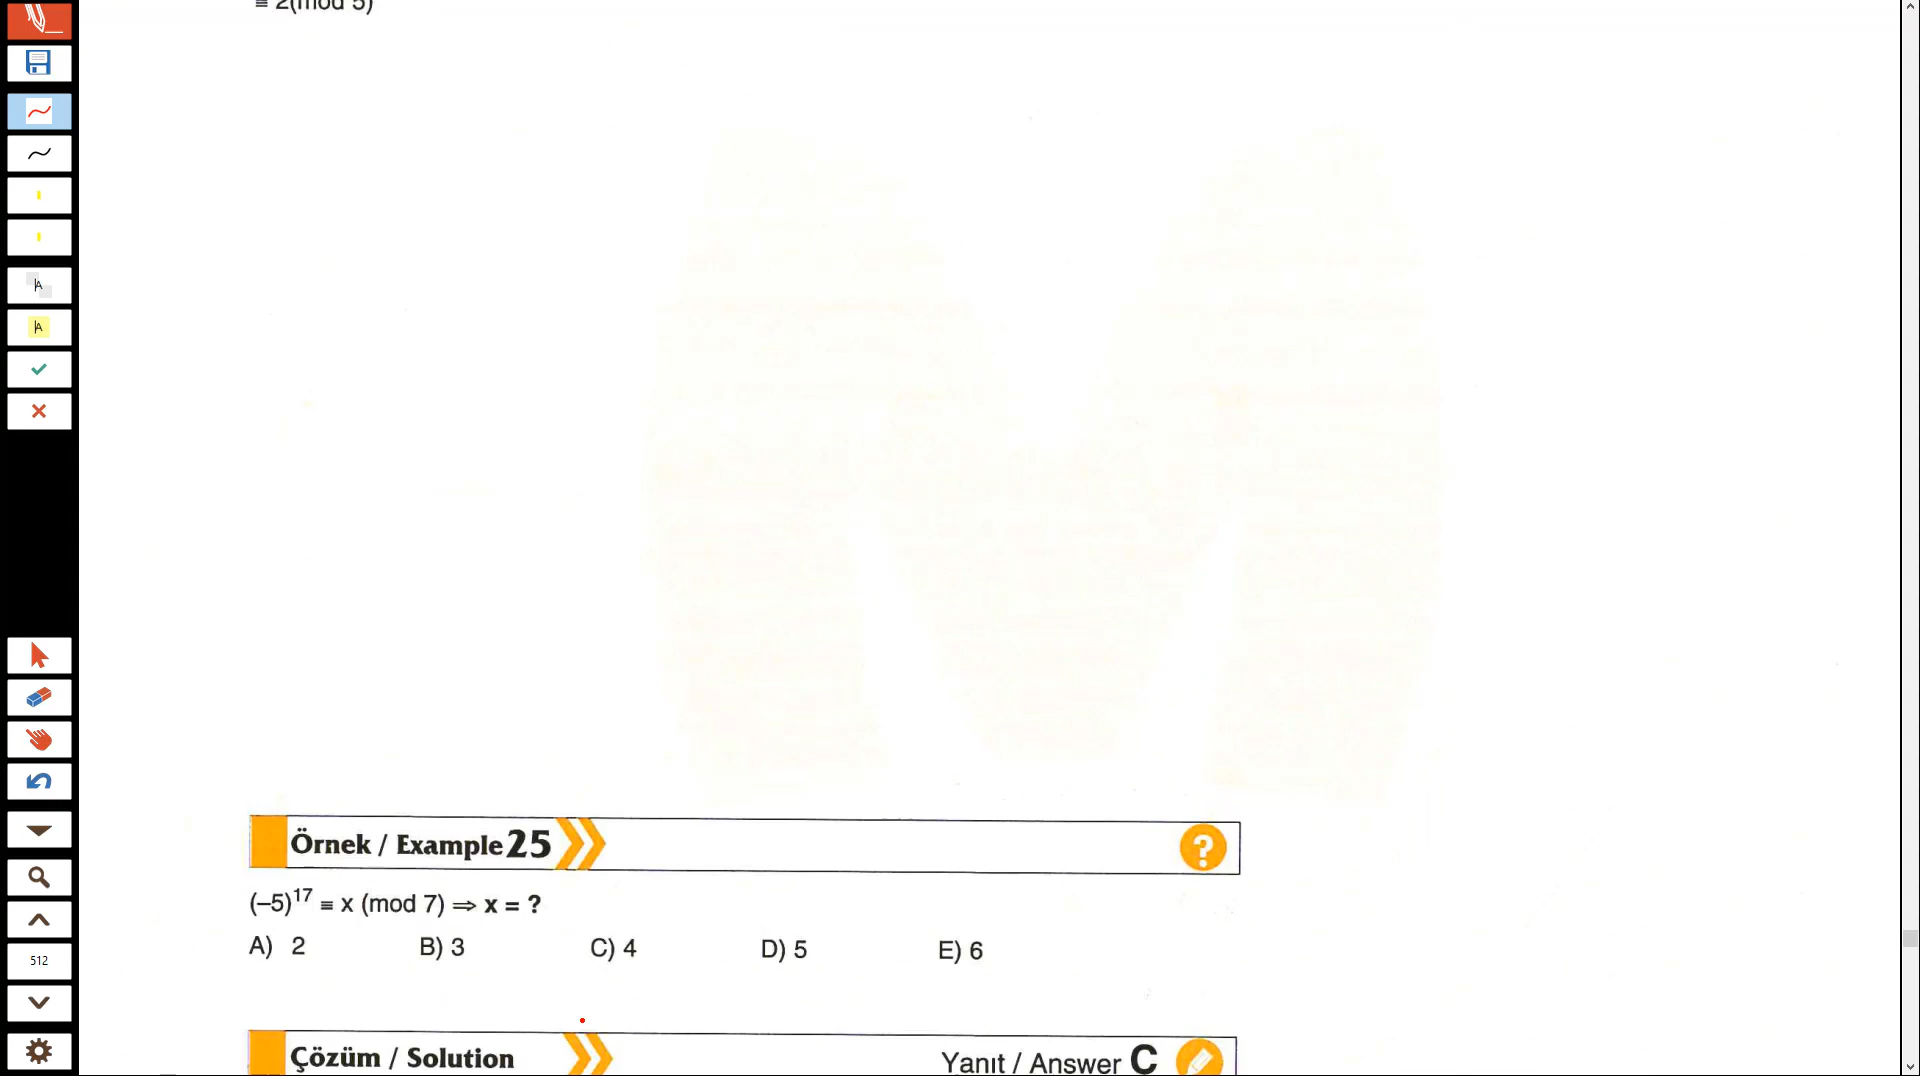 ≡ 2(mod 5)
A
A
Örnek / Example 25
?
(–5)¹⁷ ≡ x (mod 7) ⇒ x = ?
A) 2 B) 3 C) 4 D) 5 E) 6
512
Çözüm / Solution Yanıt / Answer C